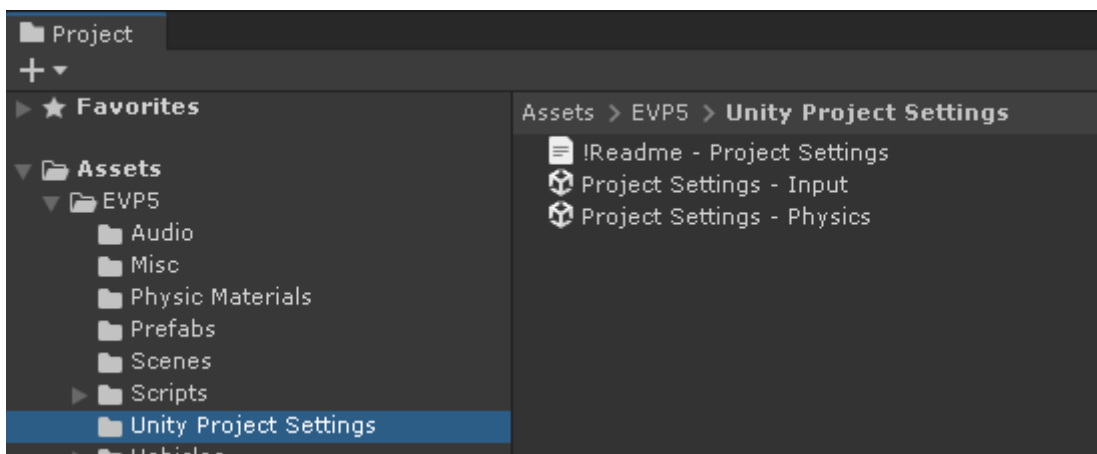 Project
Favorites
Assets
EVP5
Audio
Misc
Physic Materials
Prefabs
Scenes
Scripts
Unity Project Settings
Assets > EVP5 > Unity Project Settings
!Readme - Project Settings
Project Settings - Input
Project Settings - Physics